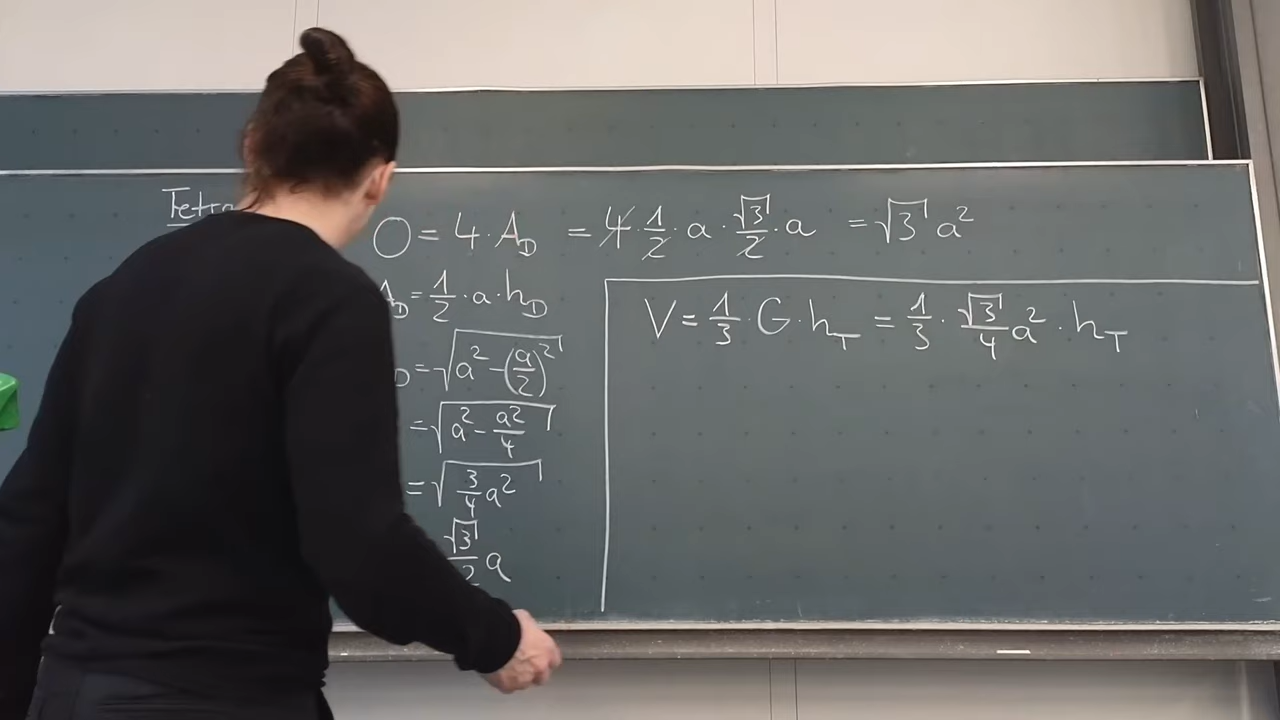 O = 4 · A_D = 4 · 1/2 · a · √3/2 · a = √3 a²
A_D = 1/2 · a · h_D
= √(a² - (a/2)²)
= √(a² - a²/4)
= √(3/4 a²)
√3/2 a
V = 1/3 · G · h_T = 1/3 · √3/4 a² · h_T